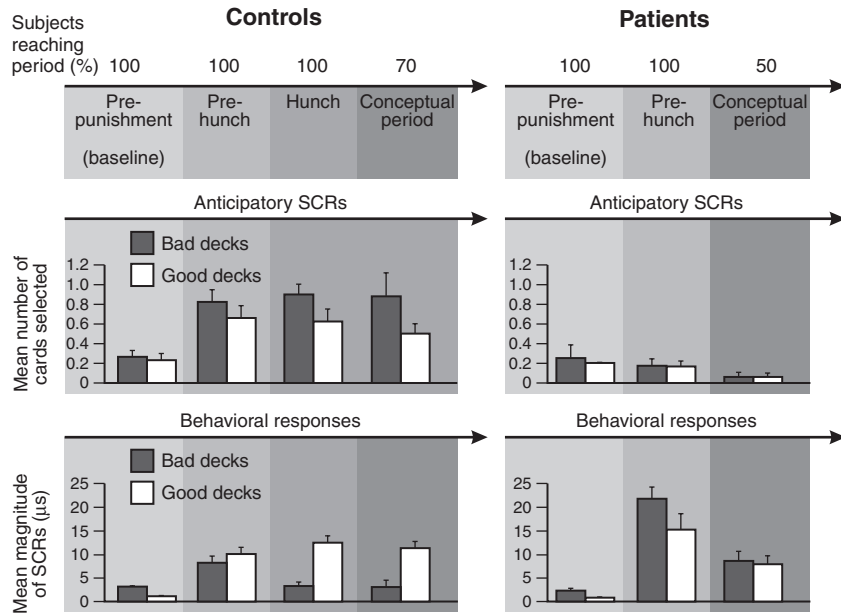 Controls
Patients
Subjects
reaching
period (%) 100 100 100 70
100 100 50
Pre-
punishment
(baseline)
Pre-
hunch
Hunch
Conceptual
period
Pre-
punishment
(baseline)
Pre-
hunch
Conceptual
period
Anticipatory SCRs
Anticipatory SCRs
Mean number of
cards selected
Bad decks
Good decks
1.2
1.0
0.8
0.6
0.4
0.2
0
1.2
1.0
0.8
0.6
0.4
0.2
0
Behavioral responses
Behavioral responses
Mean magnitude
of SCRs (μs)
Bad decks
Good decks
25
20
15
10
5
0
25
20
15
10
5
0